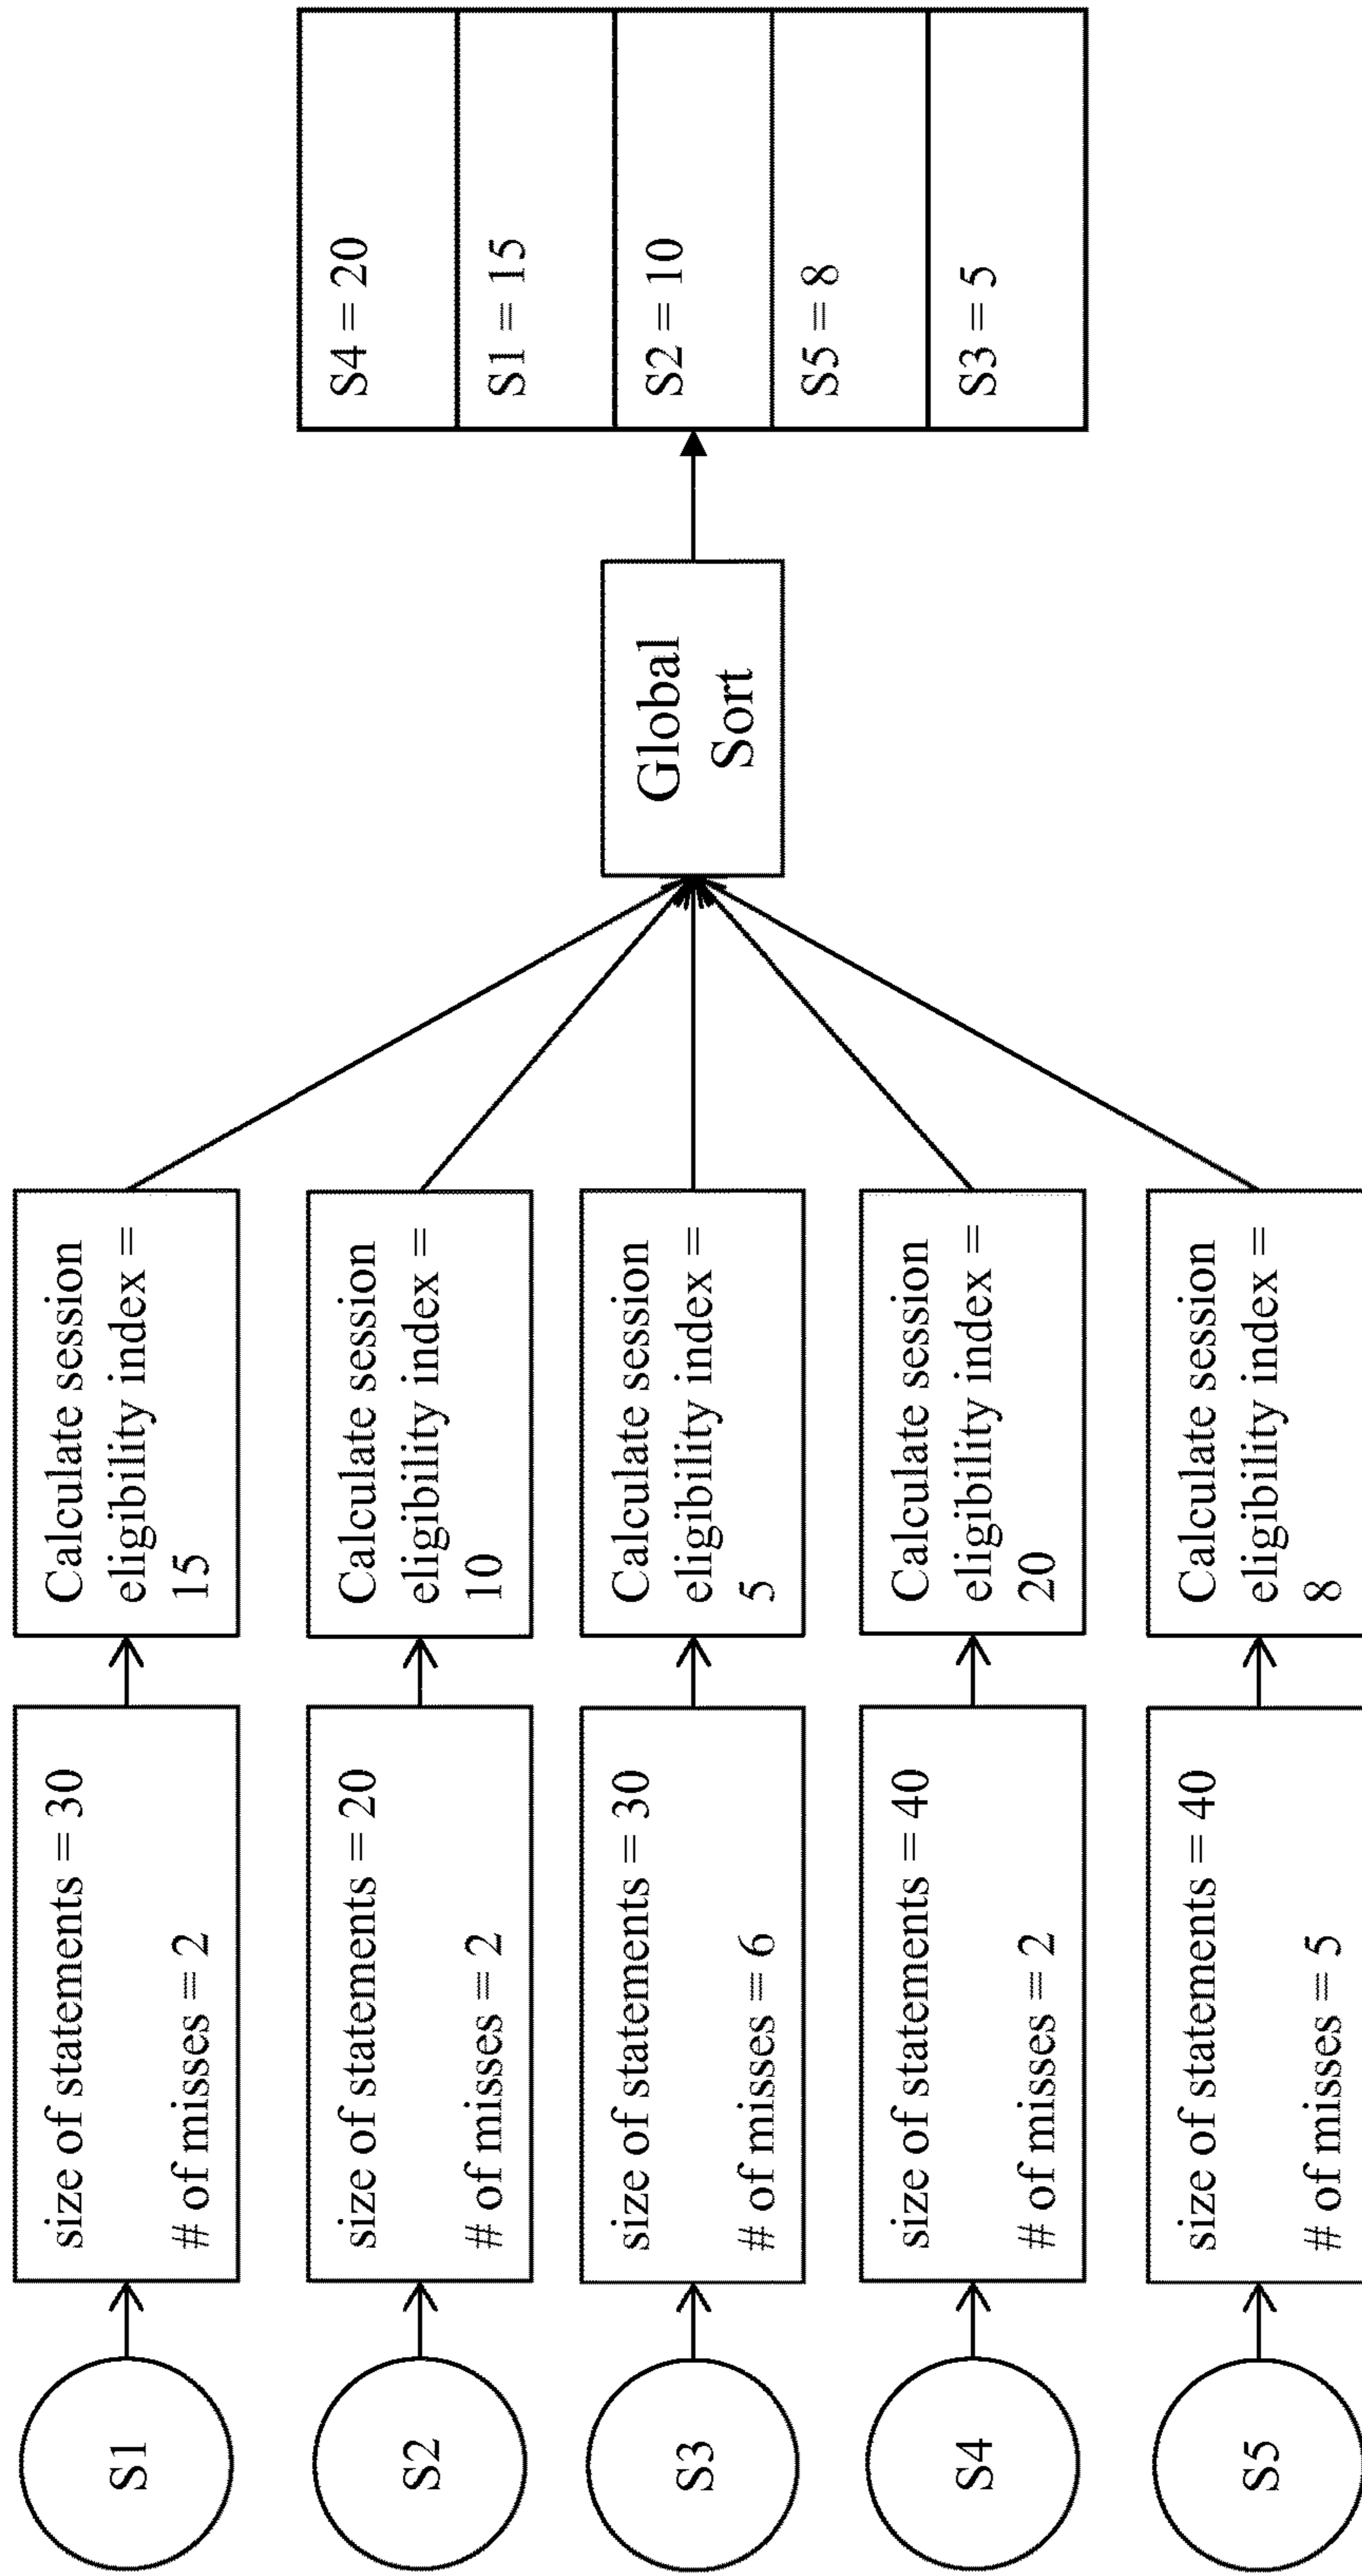 S1
size of statements = 30
# of misses = 2
Calculate session
eligibility index =
15
S2
size of statements = 20
# of misses = 2
Calculate session
eligibility index =
10
S3
size of statements = 30
# of misses = 6
Calculate session
eligibility index =
5
S4
size of statements = 40
# of misses = 2
Calculate session
eligibility index =
20
S5
size of statements = 40
# of misses = 5
Calculate session
eligibility index =
8
Global
Sort
S4 = 20
S1 = 15
S2 = 10
S5 = 8
S3 = 5